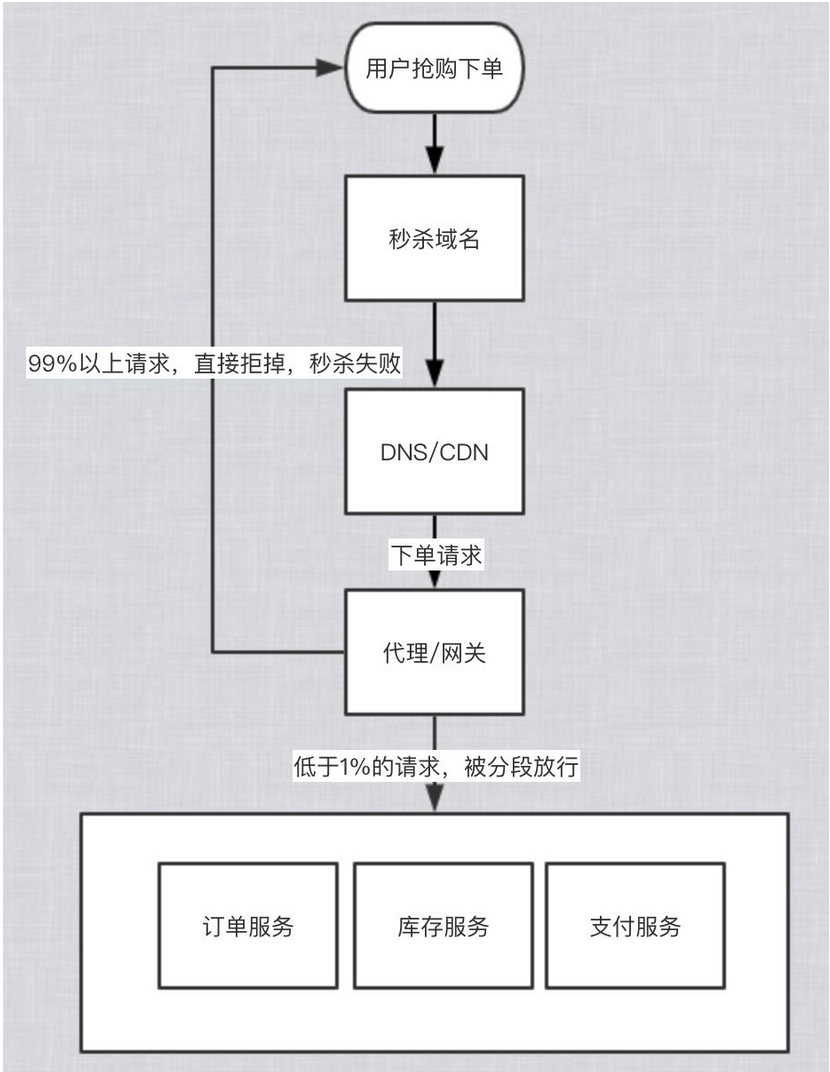 用户抢购下单
秒杀域名
99%以上请求，直接拒掉，秒杀失败
DNS/CDN
下单请求
代理/网关
低于1%的请求，被分段放行
订单服务
库存服务
支付服务